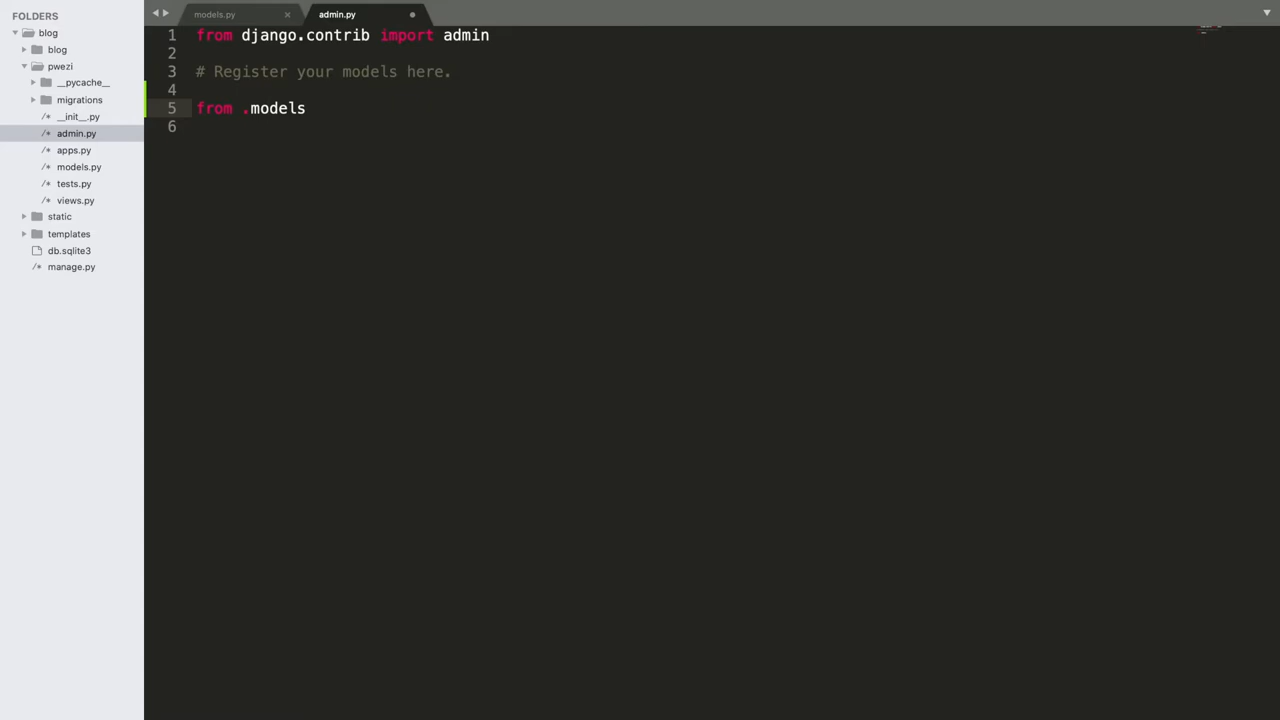 FOLDERS
blog
blog
pwezi
__pycache__
migrations
/* __init__.py
/* admin.py
/* apps.py
/* models.py
/* tests.py
/* views.py
static
templates
db.sqlite3
/* manage.py
models.py ×
admin.py
1 from django.contrib import admin
2
3 # Register your models here.
4
5 from .models
6